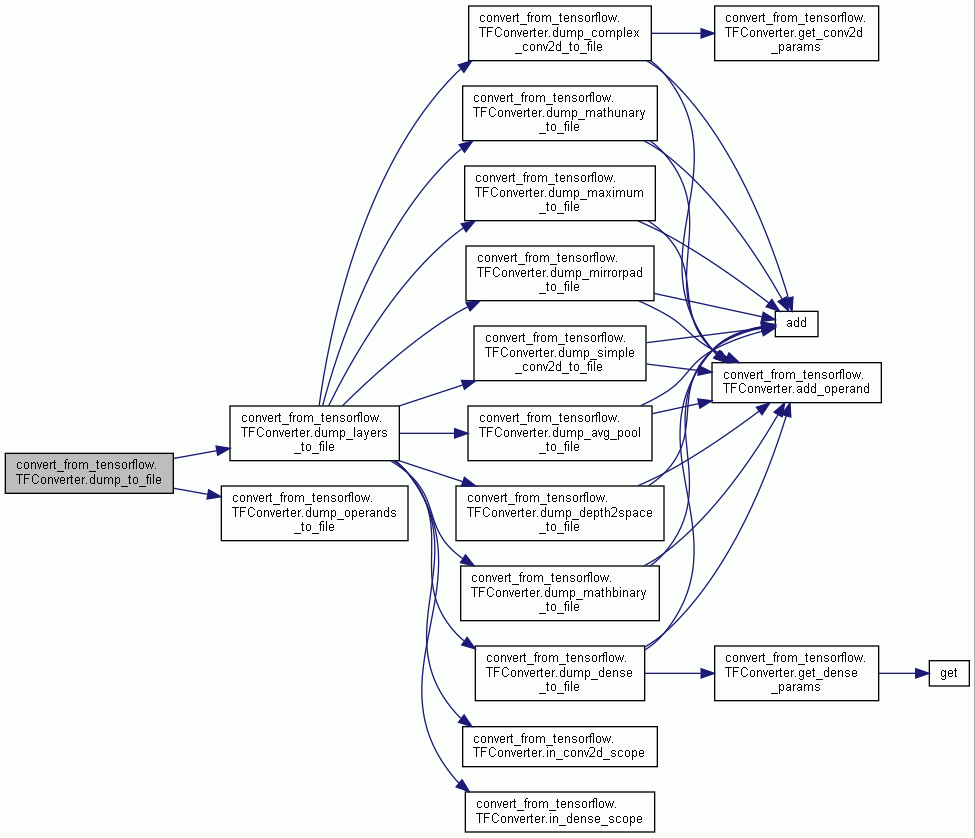 convert_from_tensorflow.
TFConverter.dump_complex
_conv2d_to_file
convert_from_tensorflow.
TFConverter.get_conv2d
_params
convert_from_tensorflow.
TFConverter.dump_mathunary
_to_file
convert_from_tensorflow.
TFConverter.dump_maximum
_to_file
convert_from_tensorflow.
TFConverter.dump_mirrorpad
_to_file
add
convert_from_tensorflow.
TFConverter.dump_simple
_conv2d_to_file
convert_from_tensorflow.
TFConverter.add_operand
convert_from_tensorflow.
TFConverter.dump_layers
_to_file
convert_from_tensorflow.
TFConverter.dump_avg_pool
_to_file
convert_from_tensorflow.
TFConverter.dump_to_file
convert_from_tensorflow.
TFConverter.dump_operands
_to_file
convert_from_tensorflow.
TFConverter.dump_depth2space
_to_file
convert_from_tensorflow.
TFConverter.dump_mathbinary
_to_file
convert_from_tensorflow.
TFConverter.dump_dense
_to_file
convert_from_tensorflow.
TFConverter.get_dense
_params
get
convert_from_tensorflow.
TFConverter.in_conv2d_scope
convert_from_tensorflow.
TFConverter.in_dense_scope